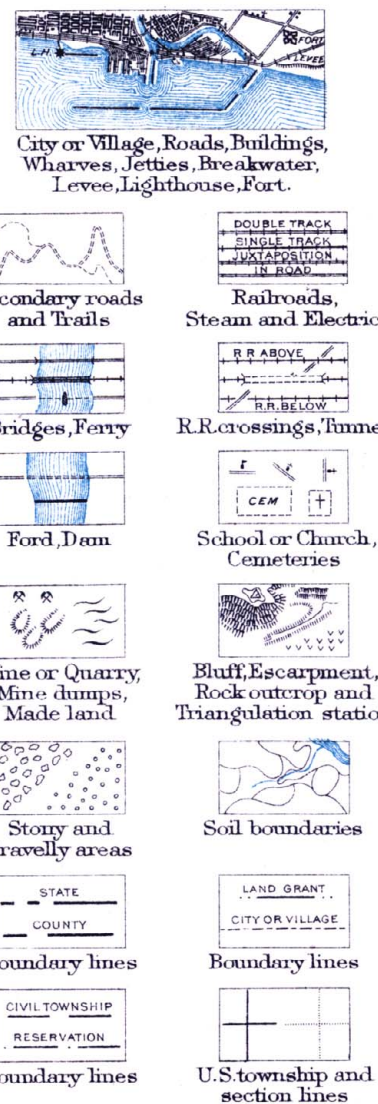 L.H.
FORT
LEVEE
City or Village, Roads, Buildings,
Wharves, Jetties, Breakwater,
Levee, Lighthouse, Fort.
condary roads
and Trails
DOUBLE TRACK
SINGLE TRACK
JUXTAPOSITION
IN ROAD
Railroads,
Steam and Electric
ridges, Ferry
R R ABOVE
R.R. BELOW
R.R. crossings, Tunne
Ford, Dam
CEM
School or Church,
Cemeteries
ine or Quarry,
Mine dumps,
Made land
Bluff, Escarpment,
Rock outcrop and
Triangulation statio
Stony and
ravelly areas
Soil boundaries
STATE
COUNTY
oundary lines
LAND GRANT
CITY OR VILLAGE
Boundary lines
CIVIL TOWNSHIP
RESERVATION
oundary lines
U.S. township and
section lines